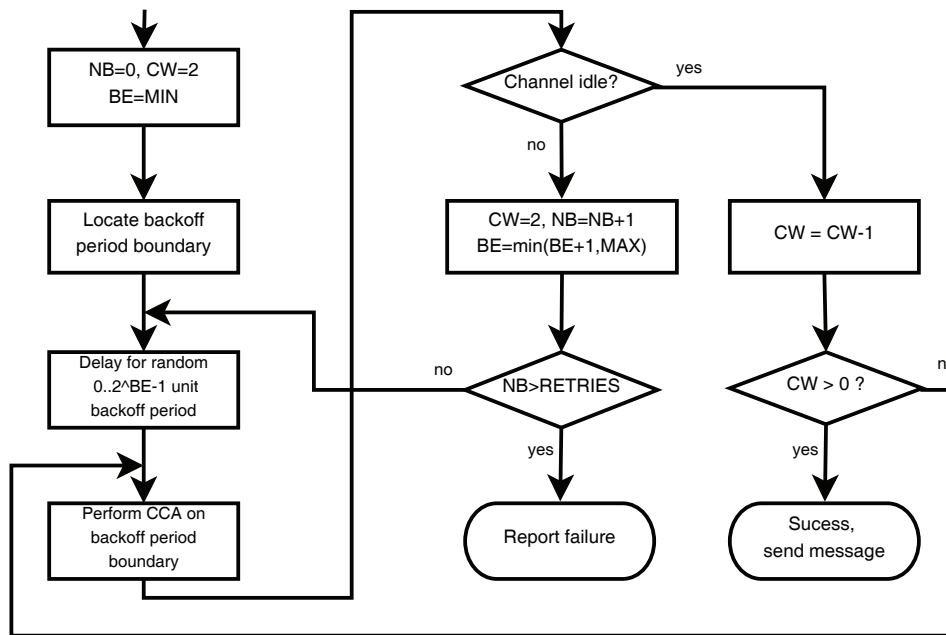 NB=0, CW=2
BE=MIN
Locate backoff
period boundary
Delay for random
0..2^BE-1 unit
backoff period
Perform CCA on
backoff period
boundary
Channel idle?
yes
no
CW=2, NB=NB+1
BE=min(BE+1,MAX)
NB>RETRIES
no
yes
Report failure
CW = CW-1
CW > 0 ?
n
yes
Sucess,
send message